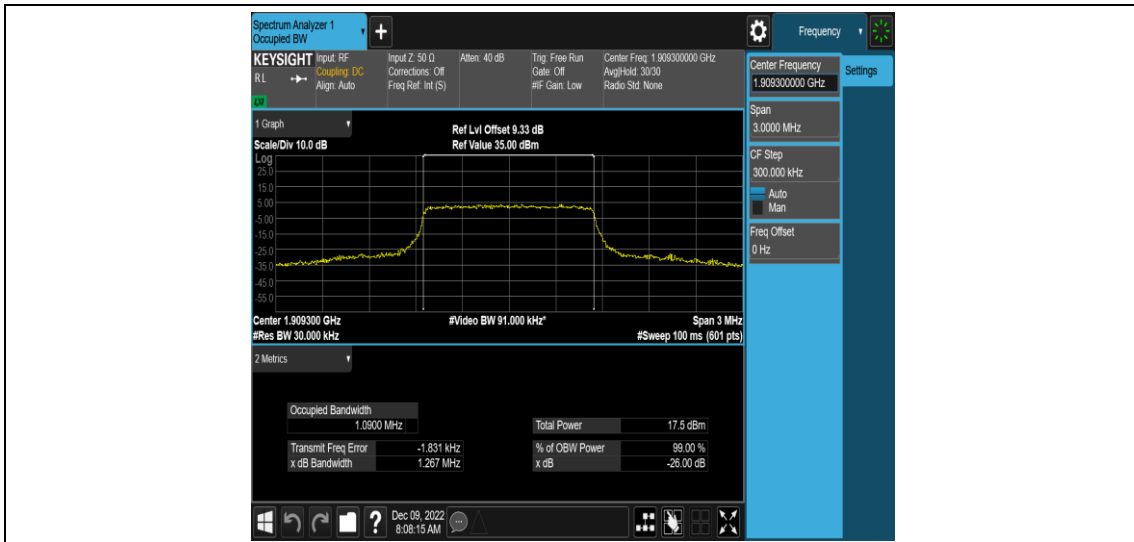 Spectrum Analyzer 1
Occupied BW
+
Frequency
KEYSIGHT
RL
LXI
Input: RF
Coupling: DC
Align: Auto
Input Z: 50 Ω
Corrections: Off
Freq Ref: Int (S)
Atten: 40 dB
Trig: Free Run
Gate: Off
#IF Gain: Low
Center Freq: 1.909300000 GHz
Avg|Hold: 30/30
Radio Std: None
Center Frequency
1.909300000 GHz
Settings
Span
3.0000 MHz
CF Step
300.000 kHz
Auto
Man
Freq Offset
0 Hz
1 Graph
Scale/Div 10.0 dB
Ref Lvl Offset 9.33 dB
Ref Value 35.00 dBm
Log
25.0
15.0
5.00
-5.00
-15.0
-25.0
-35.0
-45.0
-55.0
Center 1.909300 GHz
#Video BW 91.000 kHz*
Span 3 MHz
#Res BW 30.000 kHz
#Sweep 100 ms (601 pts)
2 Metrics
Occupied Bandwidth
1.0900 MHz
Total Power 17.5 dBm
Transmit Freq Error -1.831 kHz
% of OBW Power 99.00 %
x dB Bandwidth 1.267 MHz
x dB -26.00 dB
?
Dec 09, 2022
8:08:15 AM